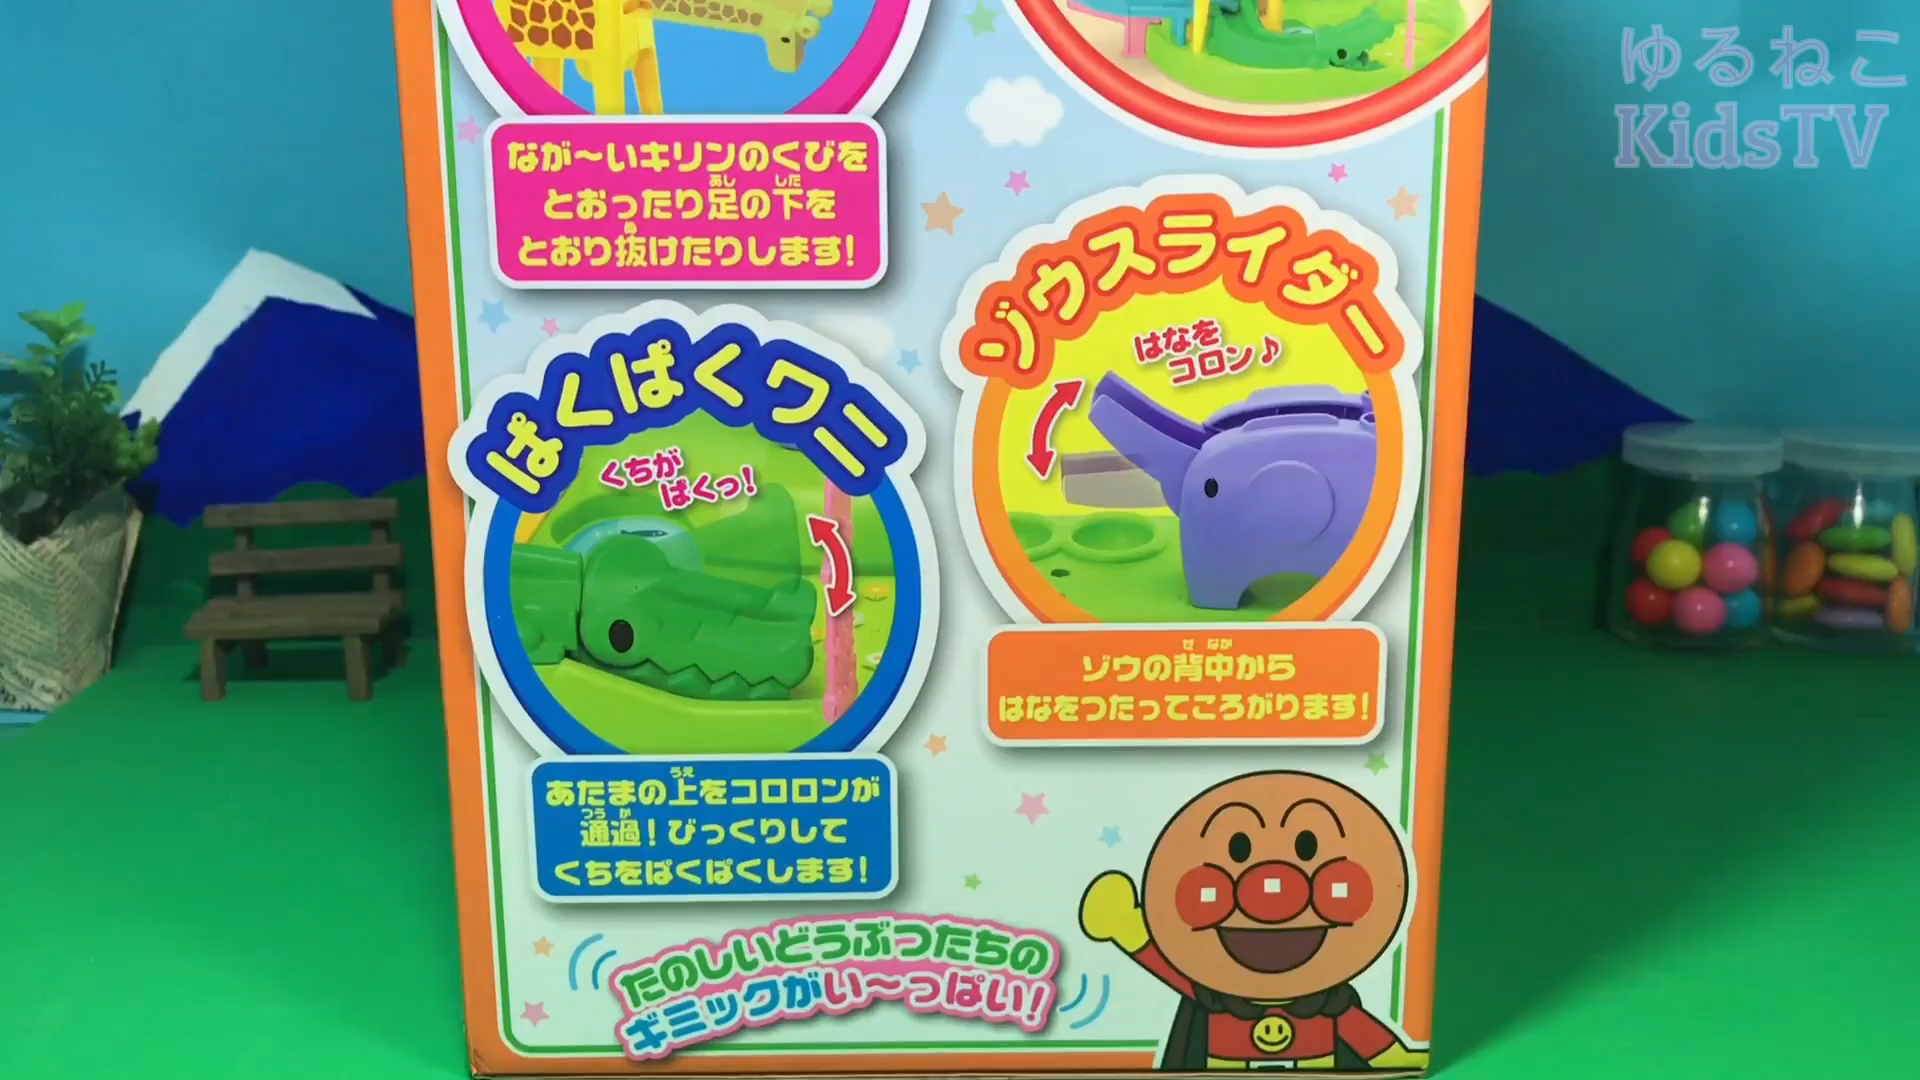 ゆるねこ
KidsTV
なが〜いキリンのくびを
とおったり足の下を
とおり抜けたりします!
ゾウスライダー
はなを
コロン♪
ぱくぱくワニ
くちが
ぱくっ!
ゾウの背中から
はなをつたってころがります!
あたまの上をコロロンが
通過!びっくりして
くちをぱくぱくします!
たのしいどうぶつたちの
ギミックがい〜っぱい!